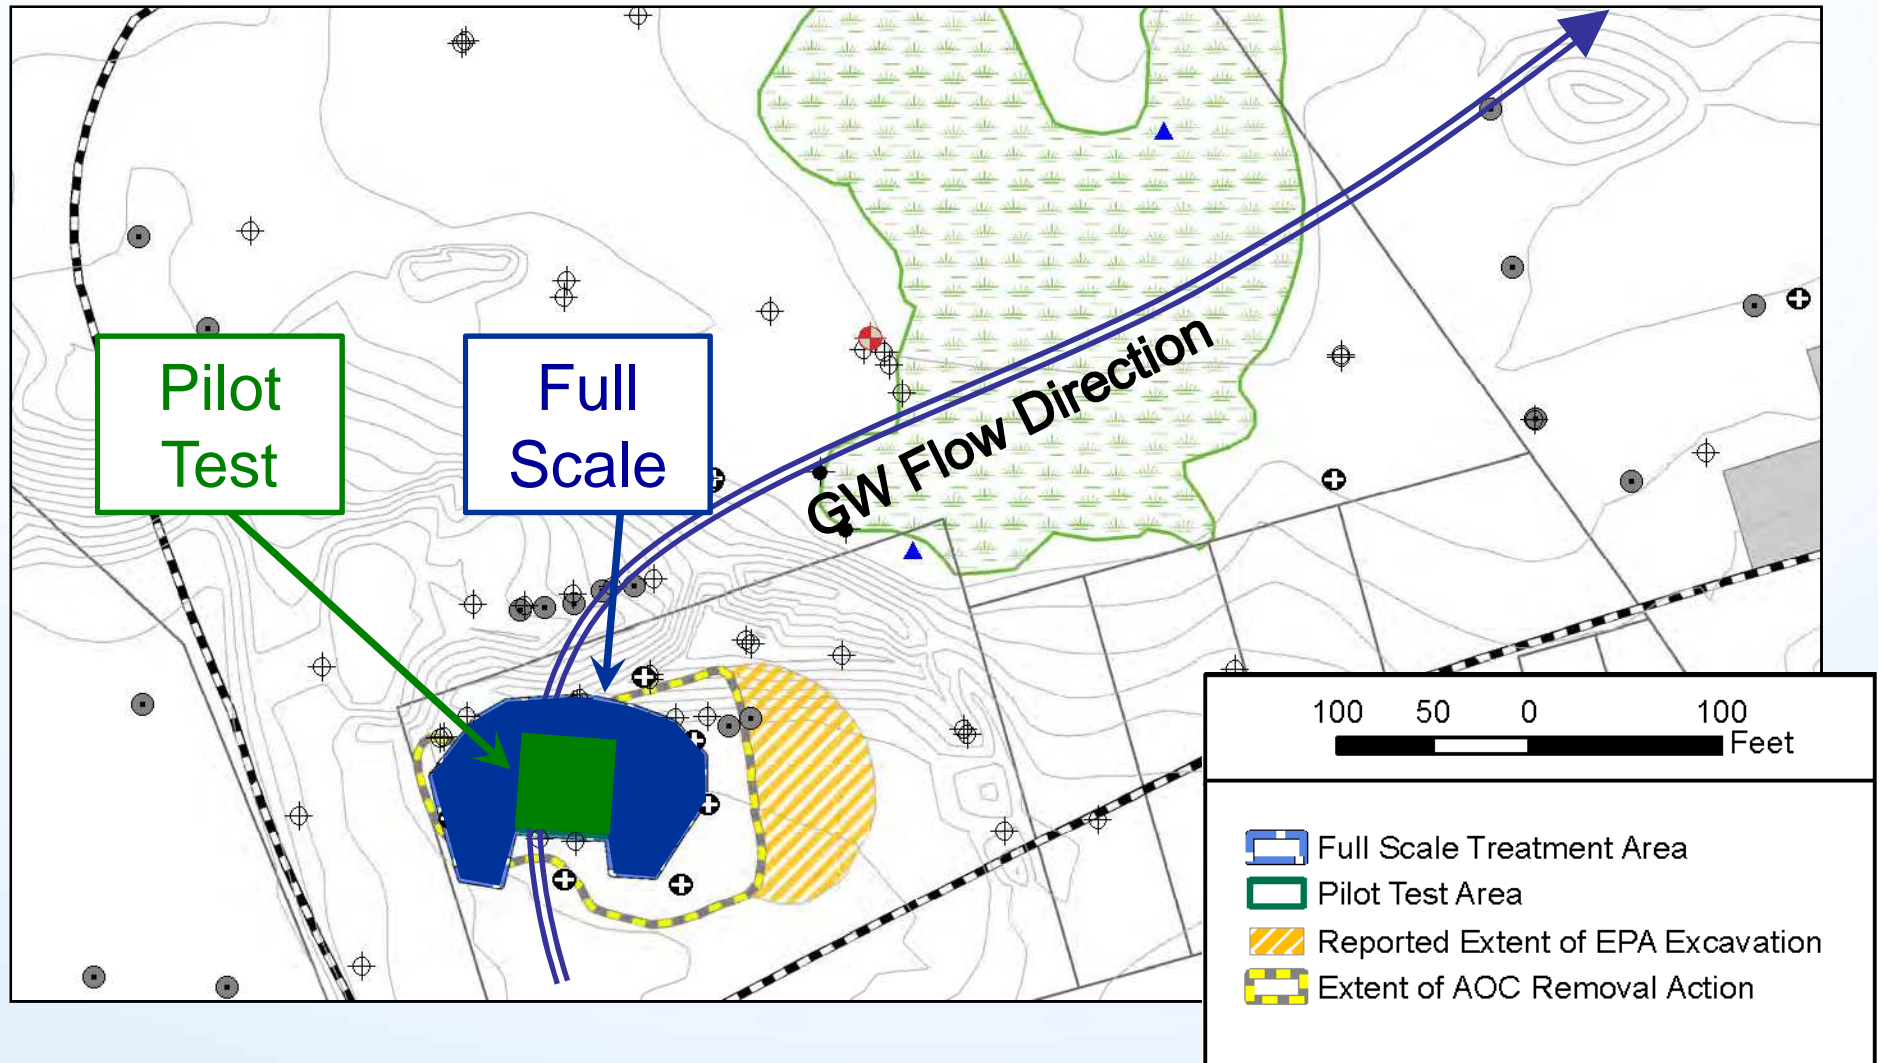 Pilot
Test
Full
Scale
GW Flow Direction
100 50 0 100
Feet
Full Scale Treatment Area
Pilot Test Area
Reported Extent of EPA Excavation
Extent of AOC Removal Action